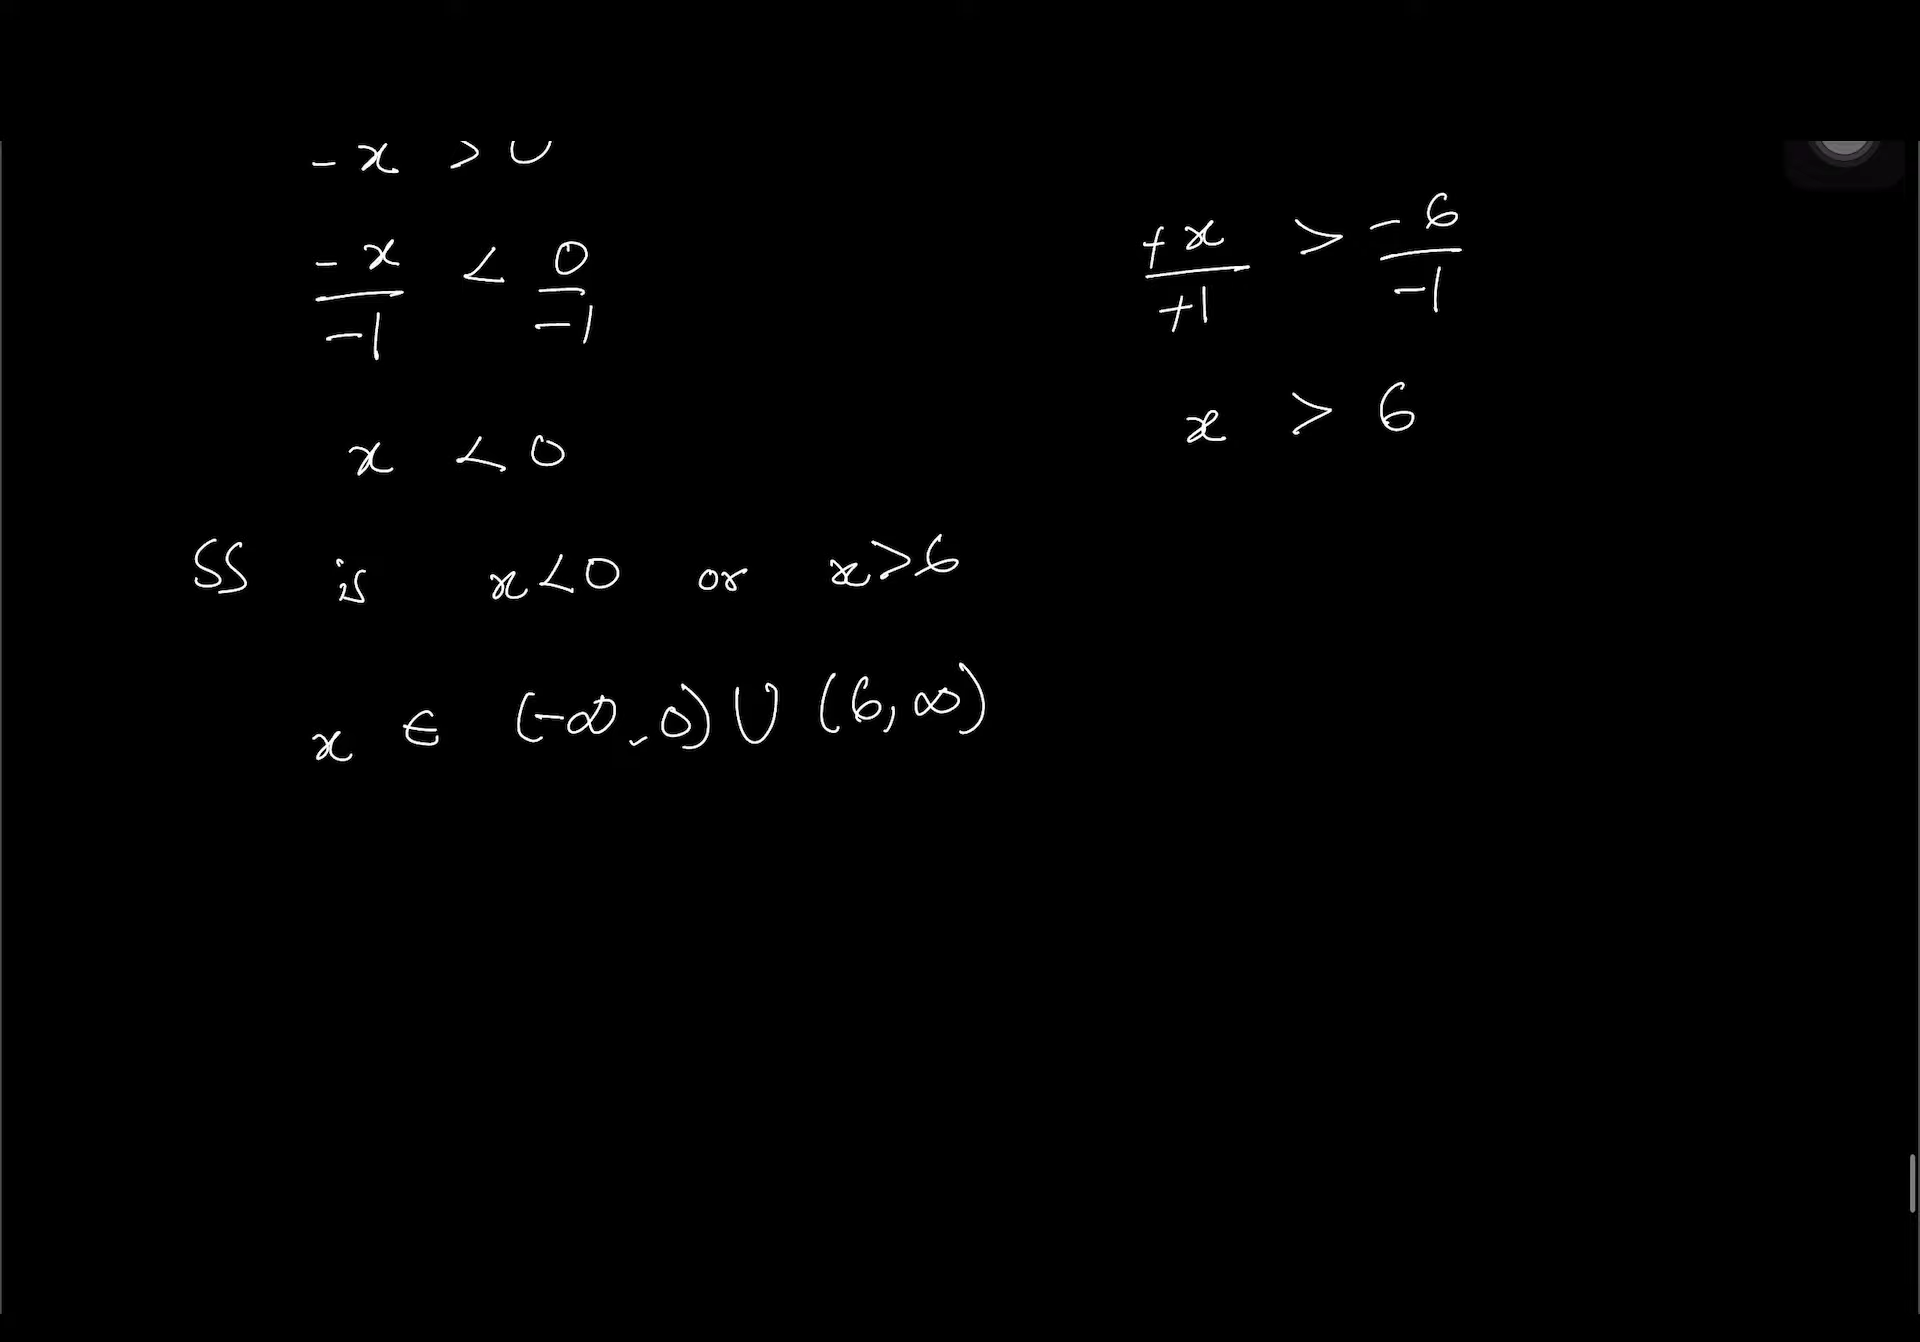 -x > 0
-x/-1 < 0/-1
x < 0
+x/+1 > -6/-1
x > 6
SS is x<0 or x>6
x ∈ (-∞, 0) ∪ (6, ∞)